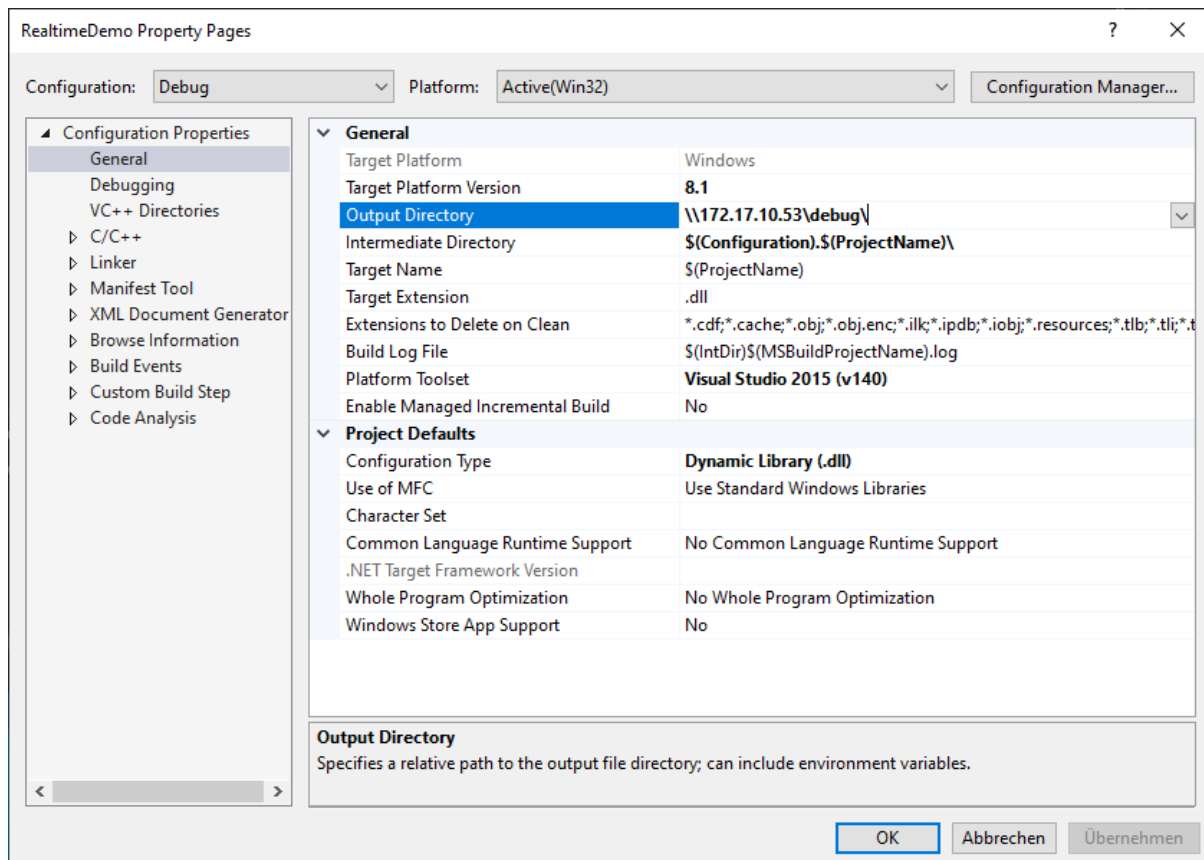 RealtimeDemo Property Pages ?
Configuration: Debug Platform: Active(Win32) Configuration Manager...
Configuration Properties
General
Debugging
VC++ Directories
C/C++
Linker
Manifest Tool
XML Document Generator
Browse Information
Build Events
Custom Build Step
Code Analysis
General
Target Platform Windows
Target Platform Version 8.1
Output Directory \\172.17.10.53\debug\
Intermediate Directory $(Configuration).$(ProjectName)\
Target Name $(ProjectName)
Target Extension .dll
Extensions to Delete on Clean *.cdf;*.cache;*.obj;*.obj.enc;*.ilk;*.ipdb;*.iobj;*.resources;*.tlb;*.tli;*.t
Build Log File $(IntDir)$(MSBuildProjectName).log
Platform Toolset Visual Studio 2015 (v140)
Enable Managed Incremental Build No
Project Defaults
Configuration Type Dynamic Library (.dll)
Use of MFC Use Standard Windows Libraries
Character Set
Common Language Runtime Support No Common Language Runtime Support
.NET Target Framework Version
Whole Program Optimization No Whole Program Optimization
Windows Store App Support No
Output Directory
Specifies a relative path to the output file directory; can include environment variables.
OK Abbrechen Übernehmen